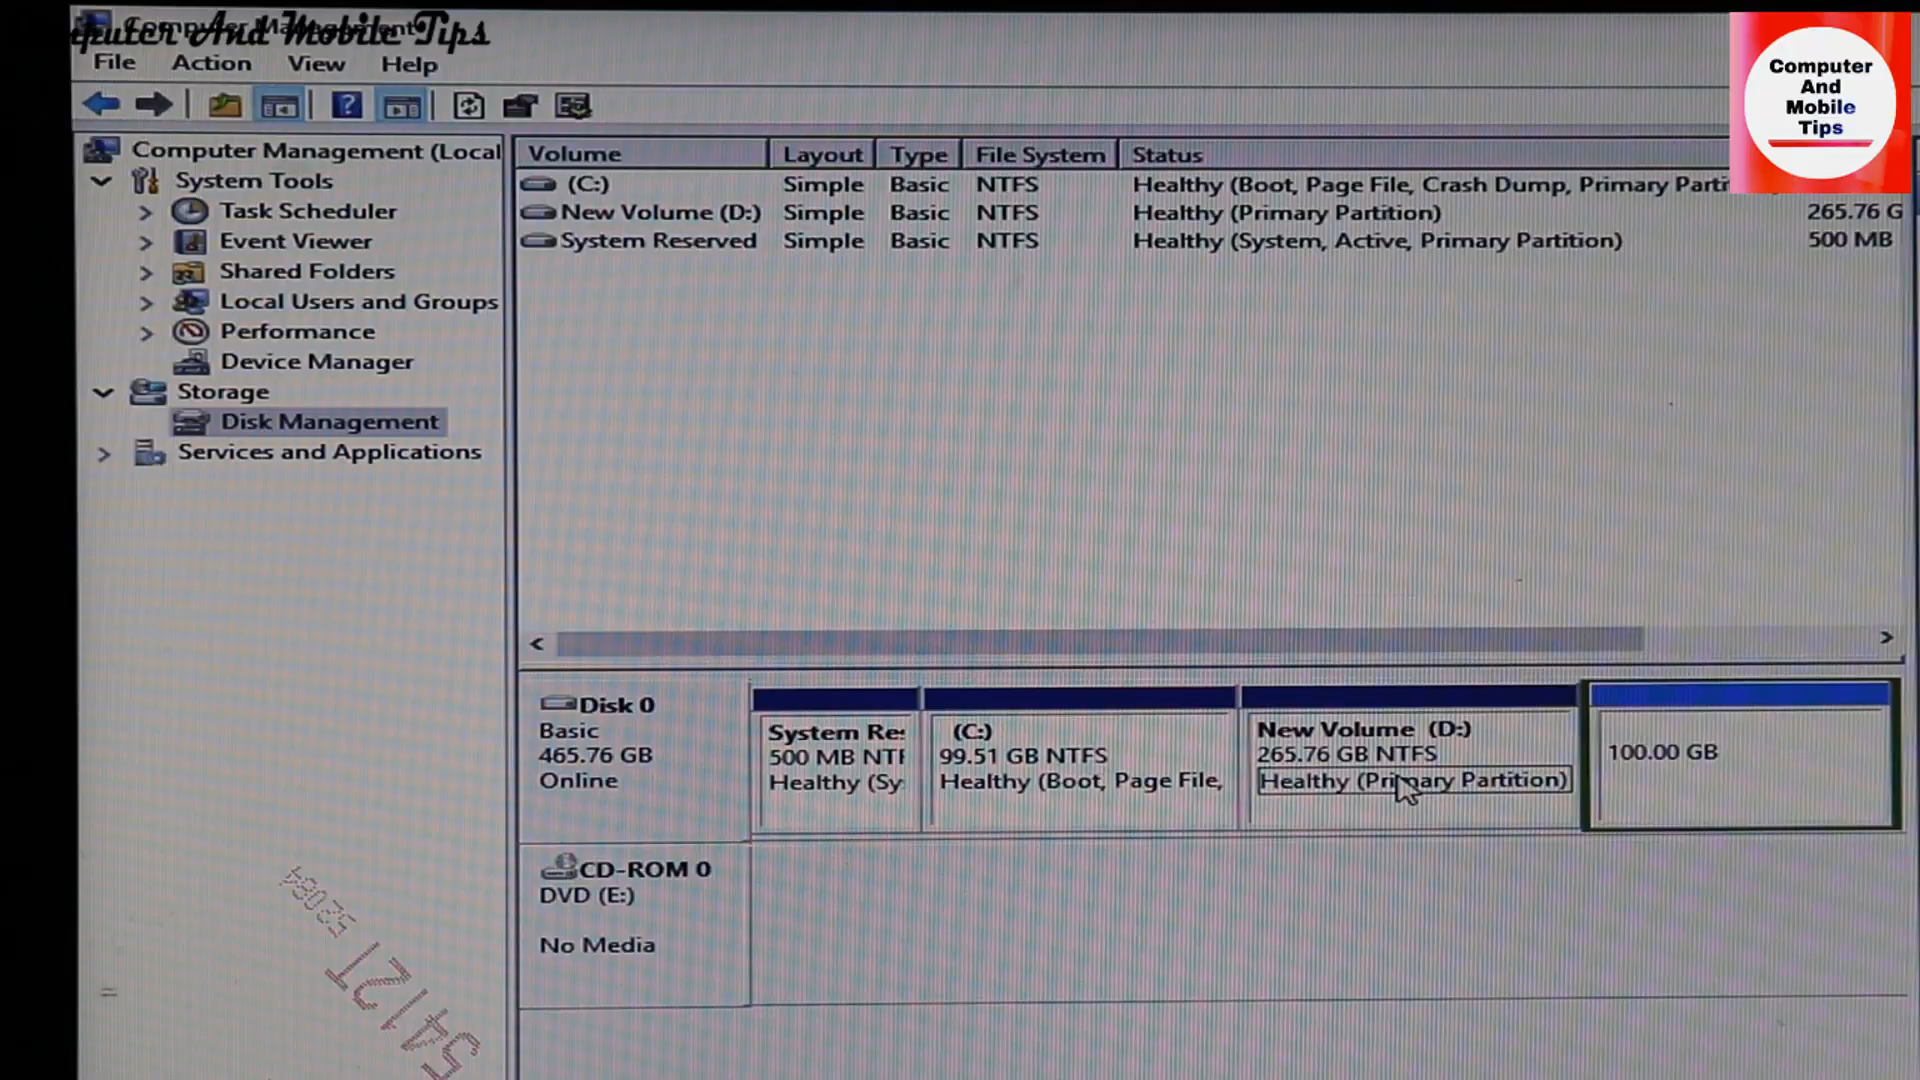 Computer Management
puter And Mobile Tips
File Action View Help
Computer
And
Mobile
Tips
Computer Management (Local
System Tools
Task Scheduler
Event Viewer
Shared Folders
Local Users and Groups
Performance
Device Manager
Storage
Disk Management
Services and Applications
Volume Layout Type File System Status
(C:) Simple Basic NTFS Healthy (Boot, Page File, Crash Dump, Primary Parti
New Volume (D:) Simple Basic NTFS Healthy (Primary Partition) 265.76 G
System Reserved Simple Basic NTFS Healthy (System, Active, Primary Partition) 500 MB
Disk 0
Basic
465.76 GB
Online
System Re
500 MB NTF
Healthy (Sy
(C:)
99.51 GB NTFS
Healthy (Boot, Page File,
New Volume (D:)
265.76 GB NTFS
Healthy (Primary Partition)
100.00 GB
CD-ROM 0
DVD (E:)
No Media